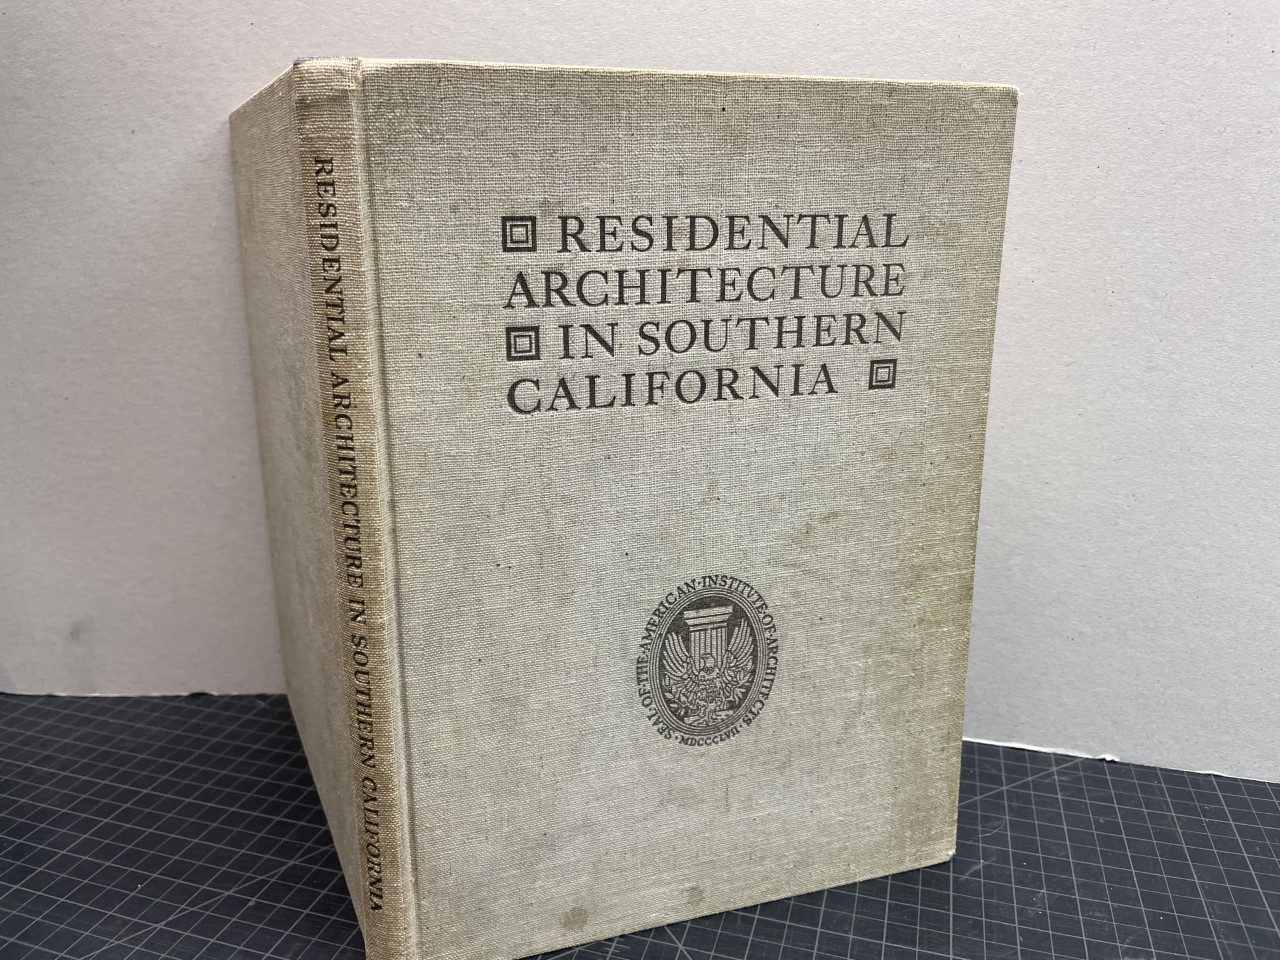 RESIDENTIAL ARCHITECTURE IN SOUTHERN CALIFORNIA
RESIDENTIAL
ARCHITECTURE
IN SOUTHERN
CALIFORNIA
SEAL·OF·THE·AMERICAN·INSTITUTE·OF·ARCHITECTS·
MDCCCLVII